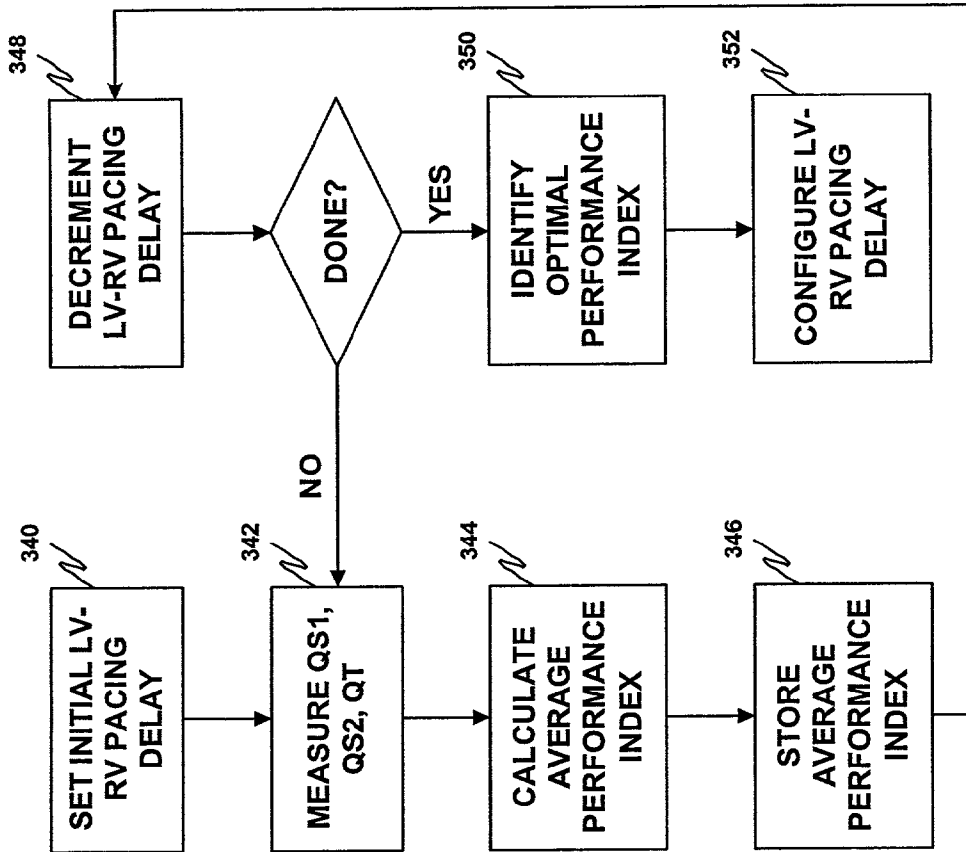 340
SET INITIAL LV-
RV PACING
DELAY
342
MEASURE QS1,
QS2, QT
344
CALCULATE
AVERAGE
PERFORMANCE
INDEX
346
STORE
AVERAGE
PERFORMANCE
INDEX
348
DECREMENT
LV-RV PACING
DELAY
DONE?
NO
YES
350
IDENTIFY
OPTIMAL
PERFORMANCE
INDEX
352
CONFIGURE LV-
RV PACING
DELAY